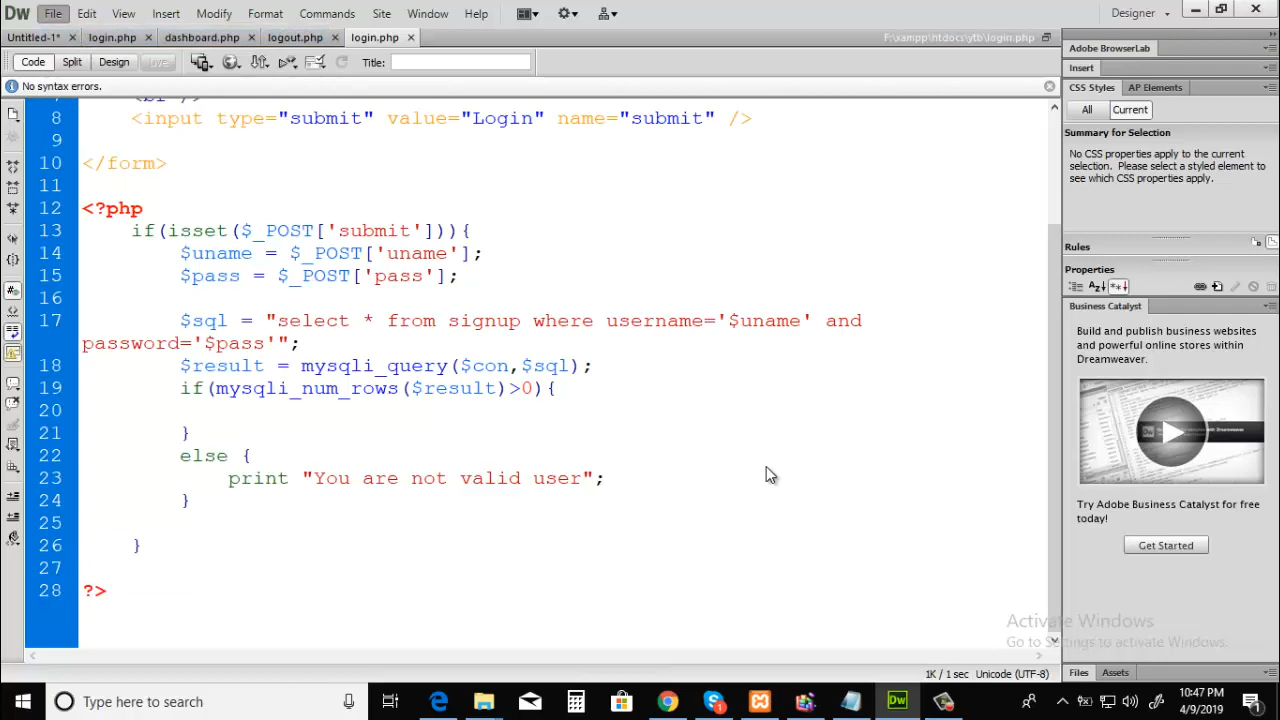 Dw File Edit View Insert Modify Format Commands Site Window Help Designer
Untitled-1* login.php dashboard.php logout.php login.php F:\xampp\htdocs\ytb\login.php
Code Split Design Live Title:
No syntax errors.
8 <input type="submit" value="Login" name="submit" />
9
10 </form>
11
12 <?php
13 if(isset($_POST['submit'])){
14 $uname = $_POST['uname'];
15 $pass = $_POST['pass'];
16
17 $sql = "select * from signup where username='$uname' and
password='$pass'";
18 $result = mysqli_query($con,$sql);
19 if(mysqli_num_rows($result)>0){
20
21 }
22 else {
23 print "You are not valid user";
24 }
25
26 }
27
28 ?>
1K / 1 sec Unicode (UTF-8)
Adobe BrowserLab
Insert
CSS Styles AP Elements
All Current
Summary for Selection
No CSS properties apply to the current
selection. Please select a styled element to
see which CSS properties apply.
Rules
Properties
Business Catalyst
Build and publish business websites
and powerful online stores within
Dreamweaver.
Dw
Try Adobe Business Catalyst for free
today!
Get Started
Activate Windows
Go to Settings to activate Windows.
Files Assets
Type here to search
Dw
10:47 PM
4/9/2019